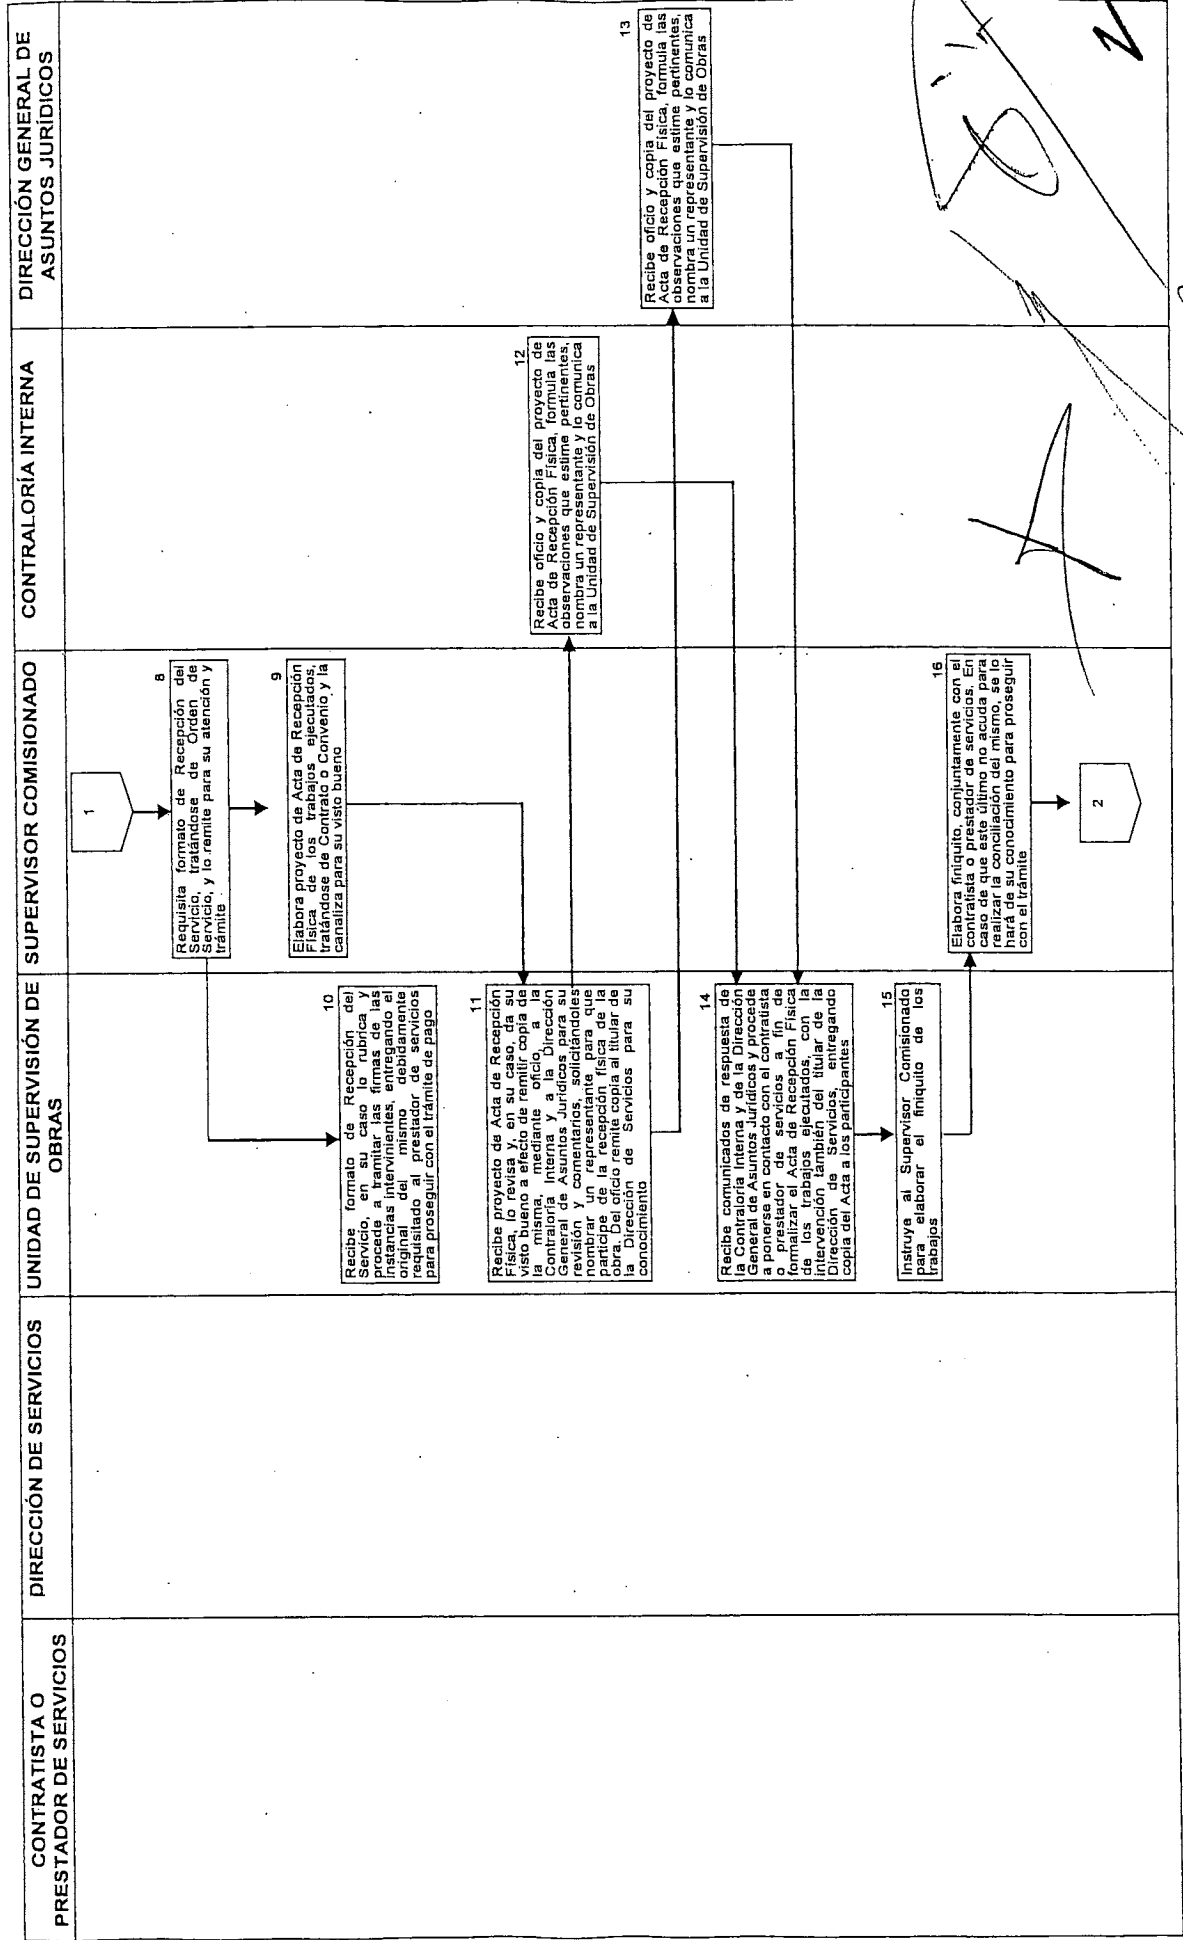 CONTRATISTA O
PRESTADOR DE SERVICIOS
DIRECCIÓN DE SERVICIOS
UNIDAD DE SUPERVISIÓN DE
OBRAS
SUPERVISOR COMISIONADO
CONTRALORÍA INTERNA
DIRECCIÓN GENERAL DE
ASUNTOS JURÍDICOS
1
8
Requisita formato de Recepción del
Servicio, tratándose de Orden de
Servicio, y lo remite para su atención y
trámite
9
Elabora proyecto de Acta de Recepción
Física de los trabajos ejecutados,
tratándose de Contrato o Convenio y la
canaliza para su visto bueno
10
Recibe formato de Recepción del
Servicio, en su caso lo rubrica y
procede a tramitar las firmas de las
instancias intervinientes, entregando el
original del mismo debidamente
requisitado al prestador de servicios
para proseguir con el trámite de pago
11
Recibe proyecto de Acta de Recepción
Física, lo revisa y, en su caso, da su
visto bueno a efecto de remitir copia de
la misma, mediante oficio, a la
Contraloría Interna y a la Dirección
General de Asuntos Jurídicos para su
revisión y comentarios, solicitándoles
nombrar un representante para que
participe de la recepción física de la
obra. Del oficio remite copia al titular de
la Dirección de Servicios para su
conocimiento
12
Recibe oficio y copia del proyecto de
Acta de Recepción Física, formula las
observaciones que estime pertinentes,
nombra un representante y lo comunica
a la Unidad de Supervisión de Obras
13
Recibe oficio y copia del proyecto de
Acta de Recepción Física, formula las
observaciones que estime pertinentes,
nombra un representante y lo comunica
a la Unidad de Supervisión de Obras
14
Recibe comunicados de respuesta de
la Contraloría Interna y de la Dirección
General de Asuntos Jurídicos y procede
a ponerse en contacto con el contratista
o prestador de servicios a fin de
formalizar el Acta de Recepción Física
de los trabajos ejecutados, con la
intervención también del titular de la
Dirección de Servicios, entregando
copia del Acta a los participantes
15
Instruye al Supervisor Comisionado
para elaborar el finiquito de los
trabajos
16
Elabora finiquito, conjuntamente con el
contratista o prestador de servicios. En
caso de que este último no acuda para
realizar la conciliación del mismo, se lo
hará de su conocimiento para proseguir
con el trámite
2